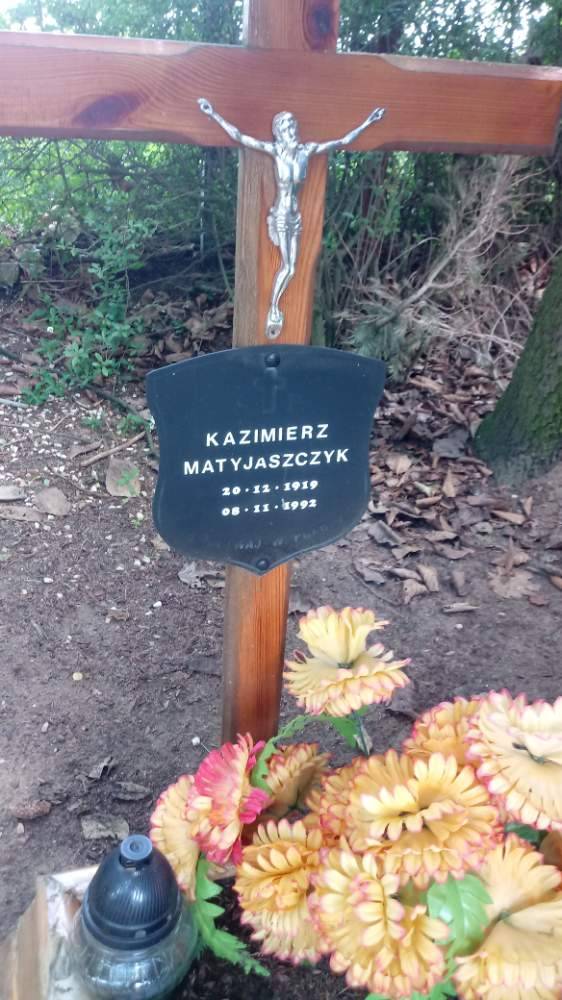 KAZIMIERZ
MATYJASZCZYK
20 · 12 · 1919
08 · 11 · 1992